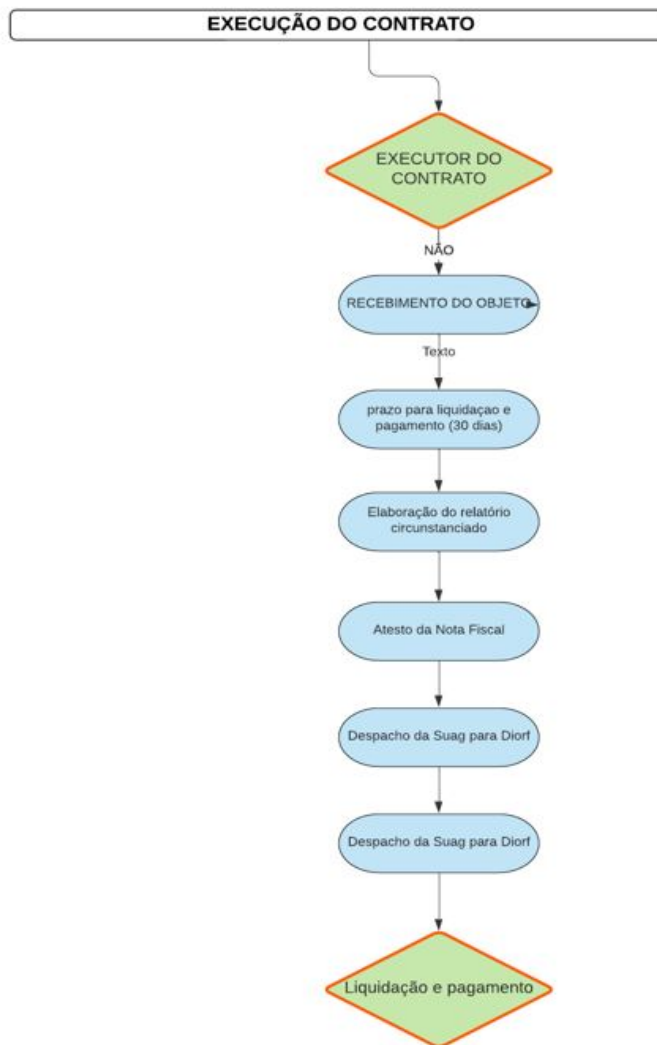 EXECUÇÃO DO CONTRATO
EXECUTOR DO
CONTRATO
NÃO
RECEBIMENTO DO OBJETO
Texto
prazo para liquidaçao e
pagamento (30 dias)
Elaboração do relatório
circunstanciado
Atesto da Nota Fiscal
Despacho da Suag para Diorf
Despacho da Suag para Diorf
Liquidação e pagamento